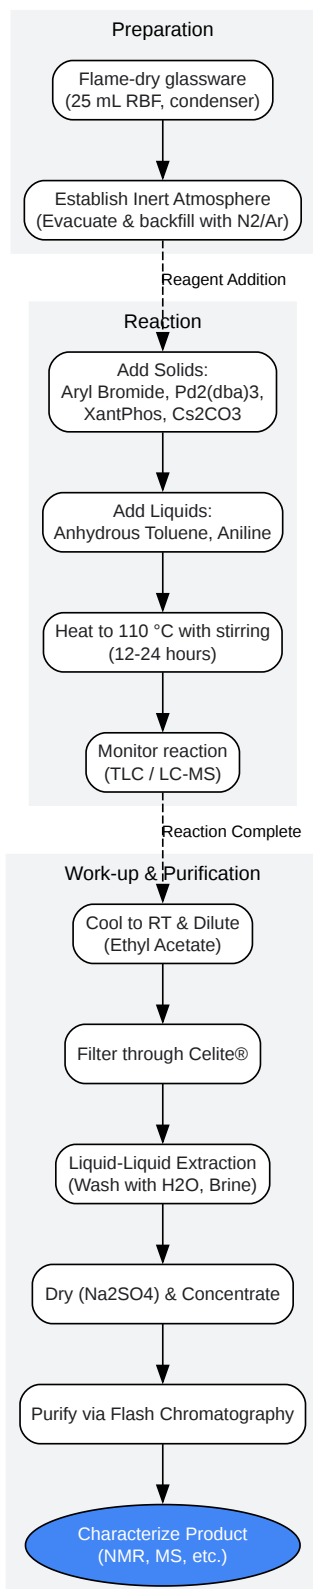 Preparation
Flame-dry glassware
(25 mL RBF, condenser)
Establish Inert Atmosphere
(Evacuate & backfill with N2/Ar)
Reagent Addition
Reaction
Add Solids:
Aryl Bromide, Pd2(dba)3,
XantPhos, Cs2CO3
Add Liquids:
Anhydrous Toluene, Aniline
Heat to 110 °C with stirring
(12-24 hours)
Monitor reaction
(TLC / LC-MS)
Reaction Complete
Work-up & Purification
Cool to RT & Dilute
(Ethyl Acetate)
Filter through Celite®
Liquid-Liquid Extraction
(Wash with H2O, Brine)
Dry (Na2SO4) & Concentrate
Purify via Flash Chromatography
Characterize Product
(NMR, MS, etc.)